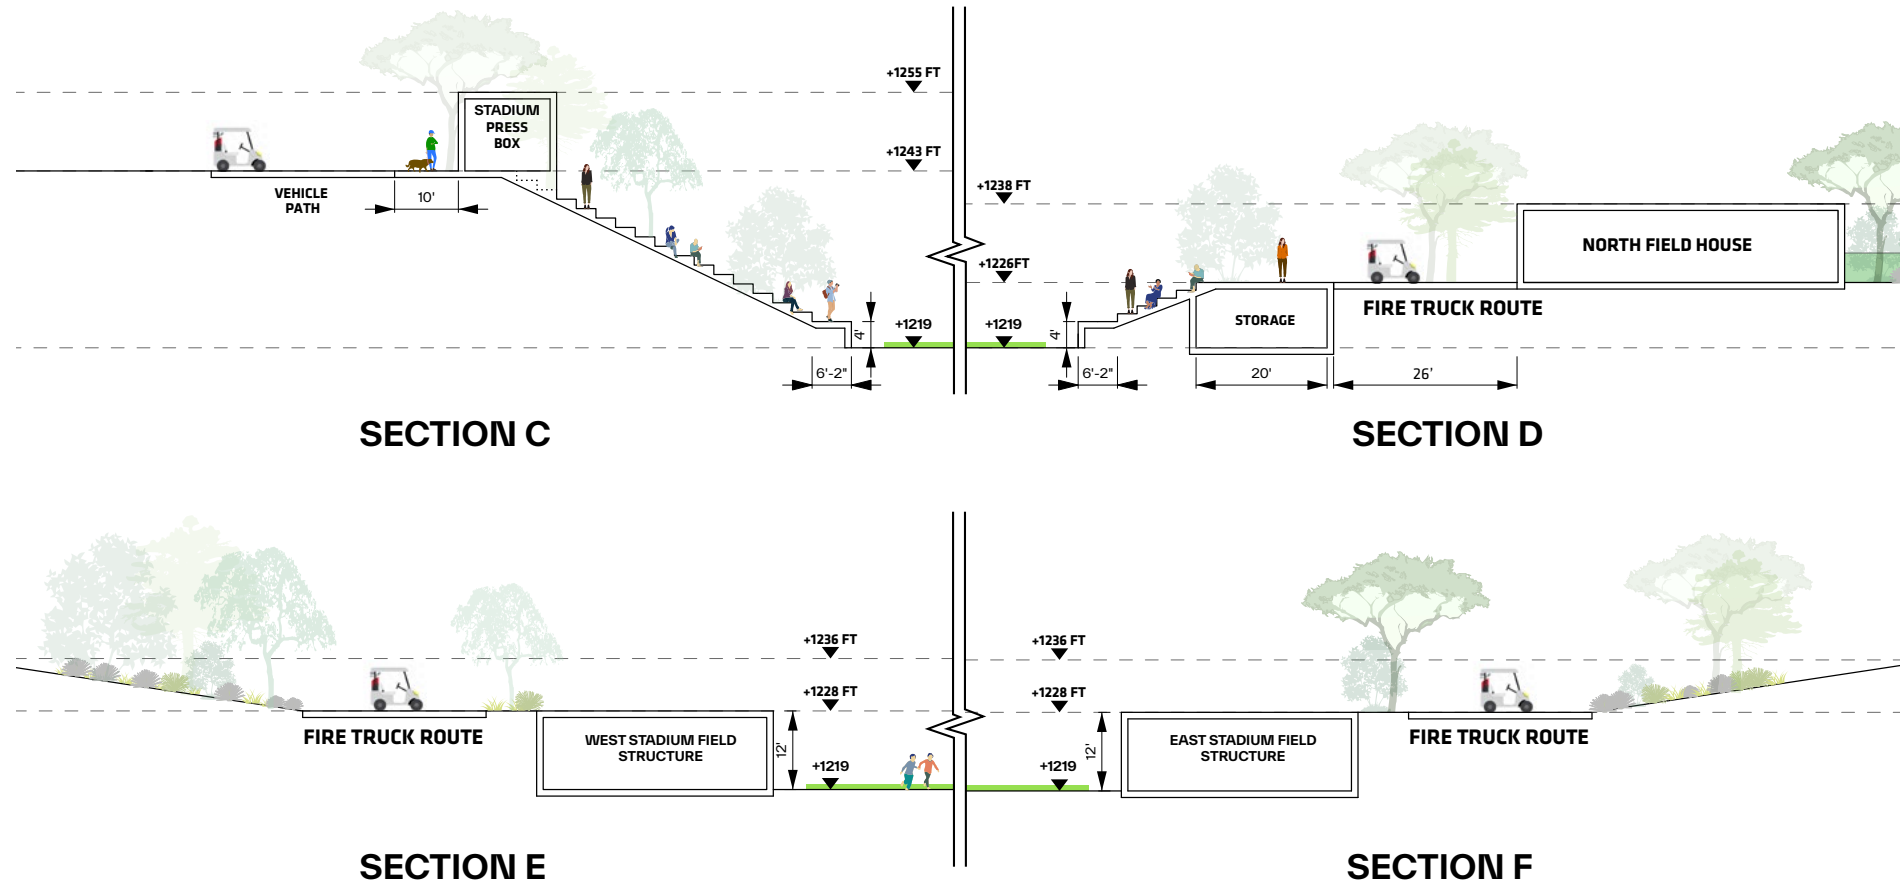 +1255 FT
STADIUM
PRESS
BOX
+1243 FT
VEHICLE
PATH
10'
4'
+1219
6'-2"
SECTION C
+1238 FT
+1226FT
NORTH FIELD HOUSE
FIRE TRUCK ROUTE
STORAGE
+1219
4'
6'-2"
20'
26'
SECTION D
+1236 FT
+1228 FT
FIRE TRUCK ROUTE
WEST STADIUM FIELD
STRUCTURE
12'
+1219
SECTION E
+1236 FT
+1228 FT
EAST STADIUM FIELD
STRUCTURE
FIRE TRUCK ROUTE
12'
+1219
SECTION F